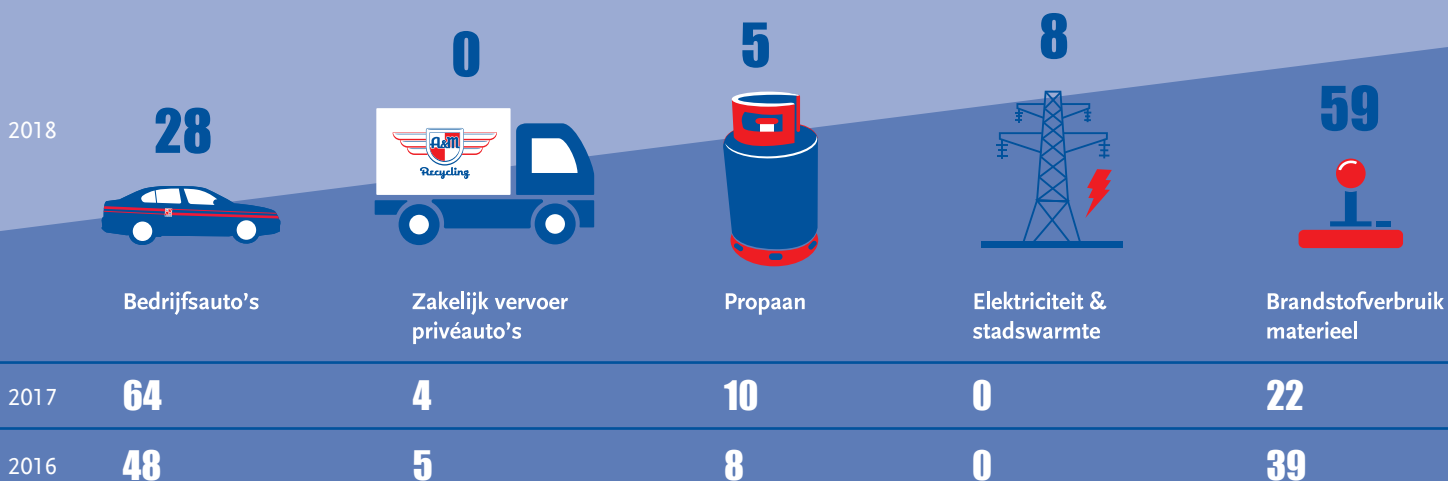 0
5
8
2018
28
59
A&M
Recycling
Bedrijfsauto's
Zakelijk vervoer
privéauto's
Propaan
Elektriciteit &
stadswarmte
Brandstofverbruik
materieel
2017 64 4 10 0 22
2016 48 5 8 0 39